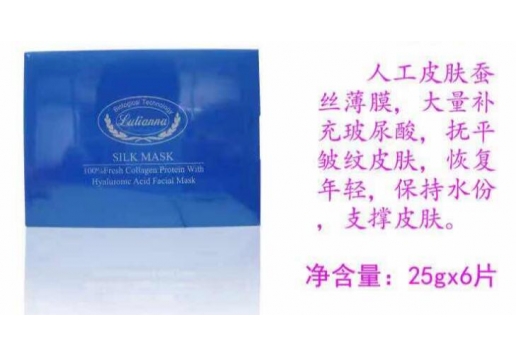 Biological Technology
Lulianna
SILK MASK
100%Fresh Collagen Protein With
Hyaluronic Acid Facial Mask
人工皮肤蚕
丝薄膜，大量补
充玻尿酸，抚平
皱纹皮肤，恢复
年轻，保持水份
，支撑皮肤。
净含量：25gx6片